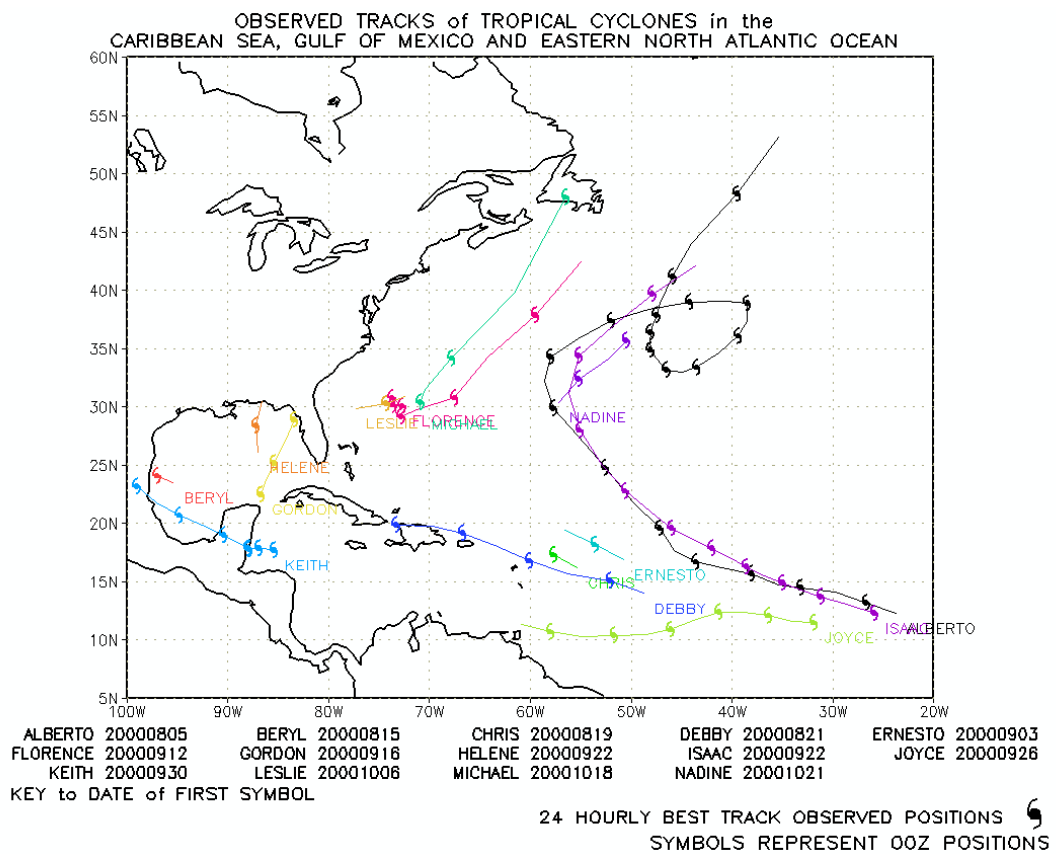 OBSERVED TRACKS of TROPICAL CYCLONES in the
CARIBBEAN SEA, GULF OF MEXICO AND EASTERN NORTH ATLANTIC OCEAN
60N
55N
50N
45N
40N
35N
30N
25N
20N
15N
10N
5N
LESLIE
FLORENCE
MICHAEL
NADINE
HELENE
BERYL
GORDON
KEITH
CHRIS
ERNESTO
DEBBY
JOYCE
ISAAC
ALBERTO
100W 90W 80W 70W 60W 50W 40W 30W 20W
ALBERTO 20000805 BERYL 20000815 CHRIS 20000819 DEBBY 20000821 ERNESTO 20000903
FLORENCE 20000912 GORDON 20000916 HELENE 20000922 ISAAC 20000922 JOYCE 20000926
KEITH 20000930 LESLIE 20001006 MICHAEL 20001018 NADINE 20001021
KEY to DATE of FIRST SYMBOL
24 HOURLY BEST TRACK OBSERVED POSITIONS
SYMBOLS REPRESENT 00Z POSITIONS